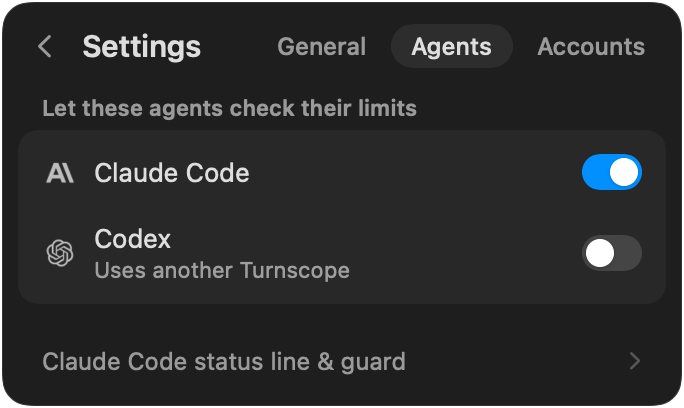 Settings
General
Agents
Accounts
Let these agents check their limits
Claude Code
Codex
Uses another Turnscope
Claude Code status line & guard